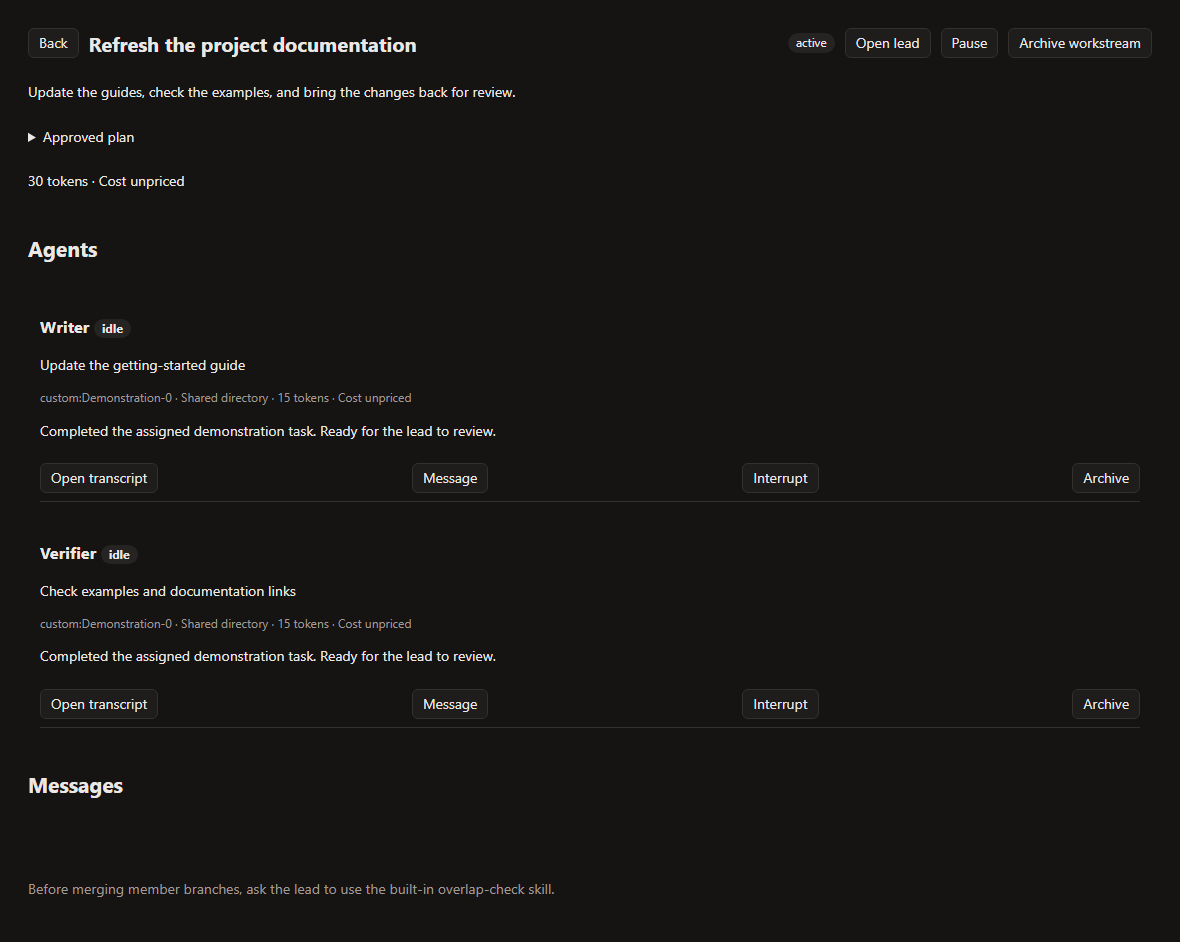 Back Refresh the project documentation active Open lead Pause Archive workstream
Update the guides, check the examples, and bring the changes back for review.
▶ Approved plan
30 tokens · Cost unpriced
Agents
Writer idle
Update the getting-started guide
custom:Demonstration-0 · Shared directory · 15 tokens · Cost unpriced
Completed the assigned demonstration task. Ready for the lead to review.
Open transcript Message Interrupt Archive
Verifier idle
Check examples and documentation links
custom:Demonstration-0 · Shared directory · 15 tokens · Cost unpriced
Completed the assigned demonstration task. Ready for the lead to review.
Open transcript Message Interrupt Archive
Messages
Before merging member branches, ask the lead to use the built-in overlap-check skill.